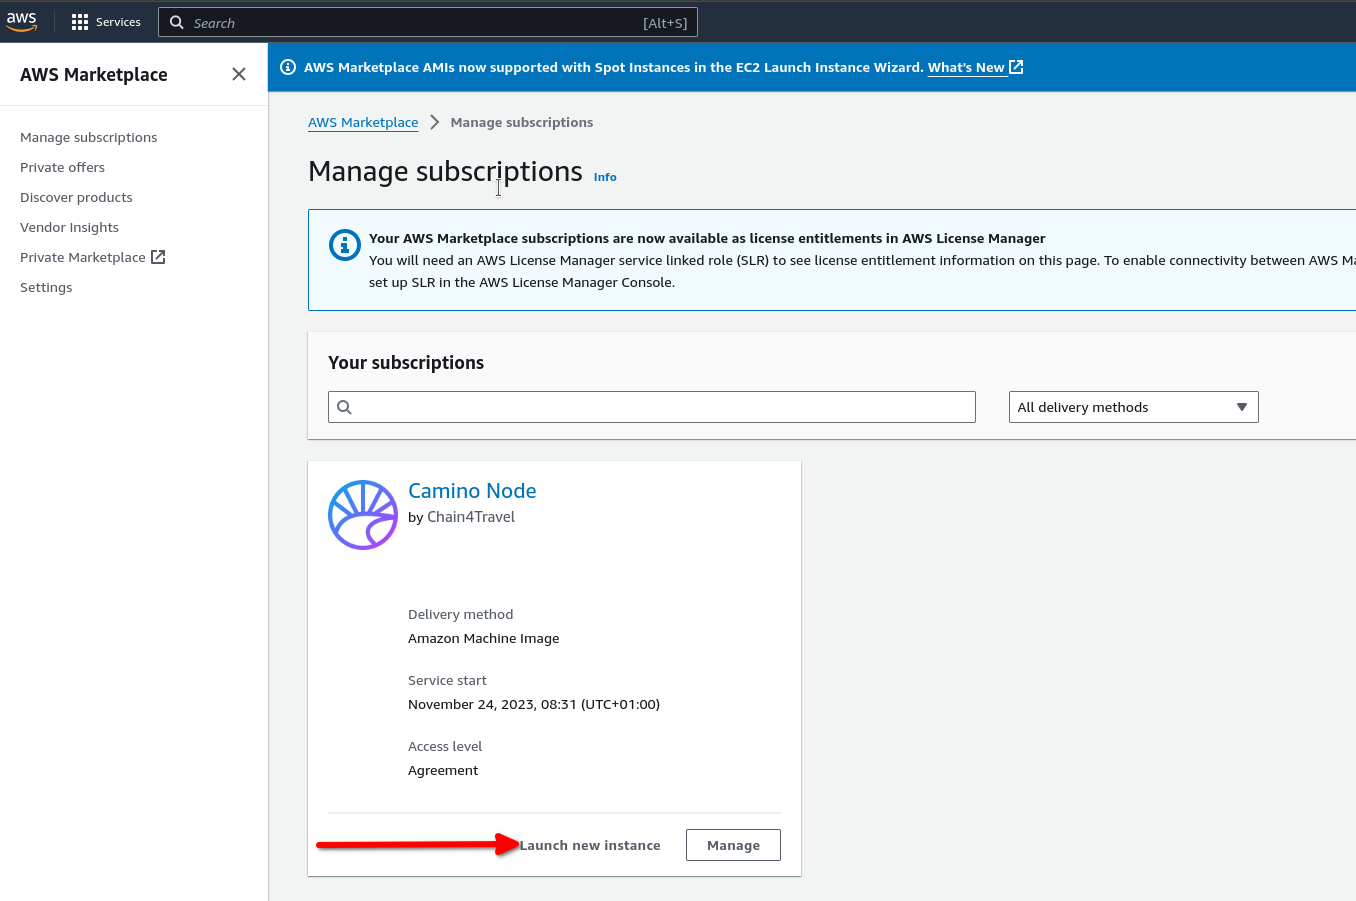 aws
Services
Search
[Alt+S]
AWS Marketplace
Manage subscriptions
Private offers
Discover products
Vendor Insights
Private Marketplace
Settings
AWS Marketplace AMIs now supported with Spot Instances in the EC2 Launch Instance Wizard. What's New
AWS Marketplace > Manage subscriptions
Manage subscriptions Info
Your AWS Marketplace subscriptions are now available as license entitlements in AWS License Manager
You will need an AWS License Manager service linked role (SLR) to see license entitlement information on this page. To enable connectivity between AWS
set up SLR in the AWS License Manager Console.
Your subscriptions
All delivery methods
Camino Node
by Chain4Travel
Delivery method
Amazon Machine Image
Service start
November 24, 2023, 08:31 (UTC+01:00)
Access level
Agreement
Launch new instance
Manage